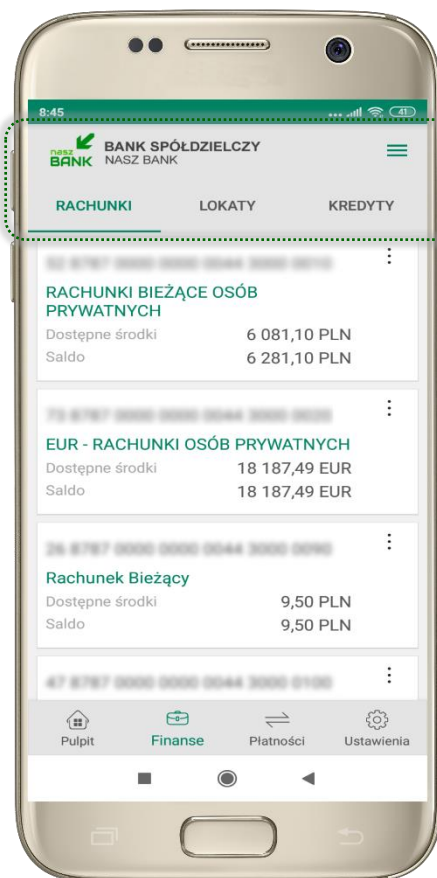 8:45
41
nasz
BANK
BANK SPÓŁDZIELCZY
NASZ BANK
RACHUNKI LOKATY KREDYTY
RACHUNKI BIEŻĄCE OSÓB
PRYWATNYCH
Dostępne środki 6 081,10 PLN
Saldo 6 281,10 PLN
EUR - RACHUNKI OSÓB PRYWATNYCH
Dostępne środki 18 187,49 EUR
Saldo 18 187,49 EUR
Rachunek Bieżący
Dostępne środki 9,50 PLN
Saldo 9,50 PLN
Pulpit Finanse Płatności Ustawienia